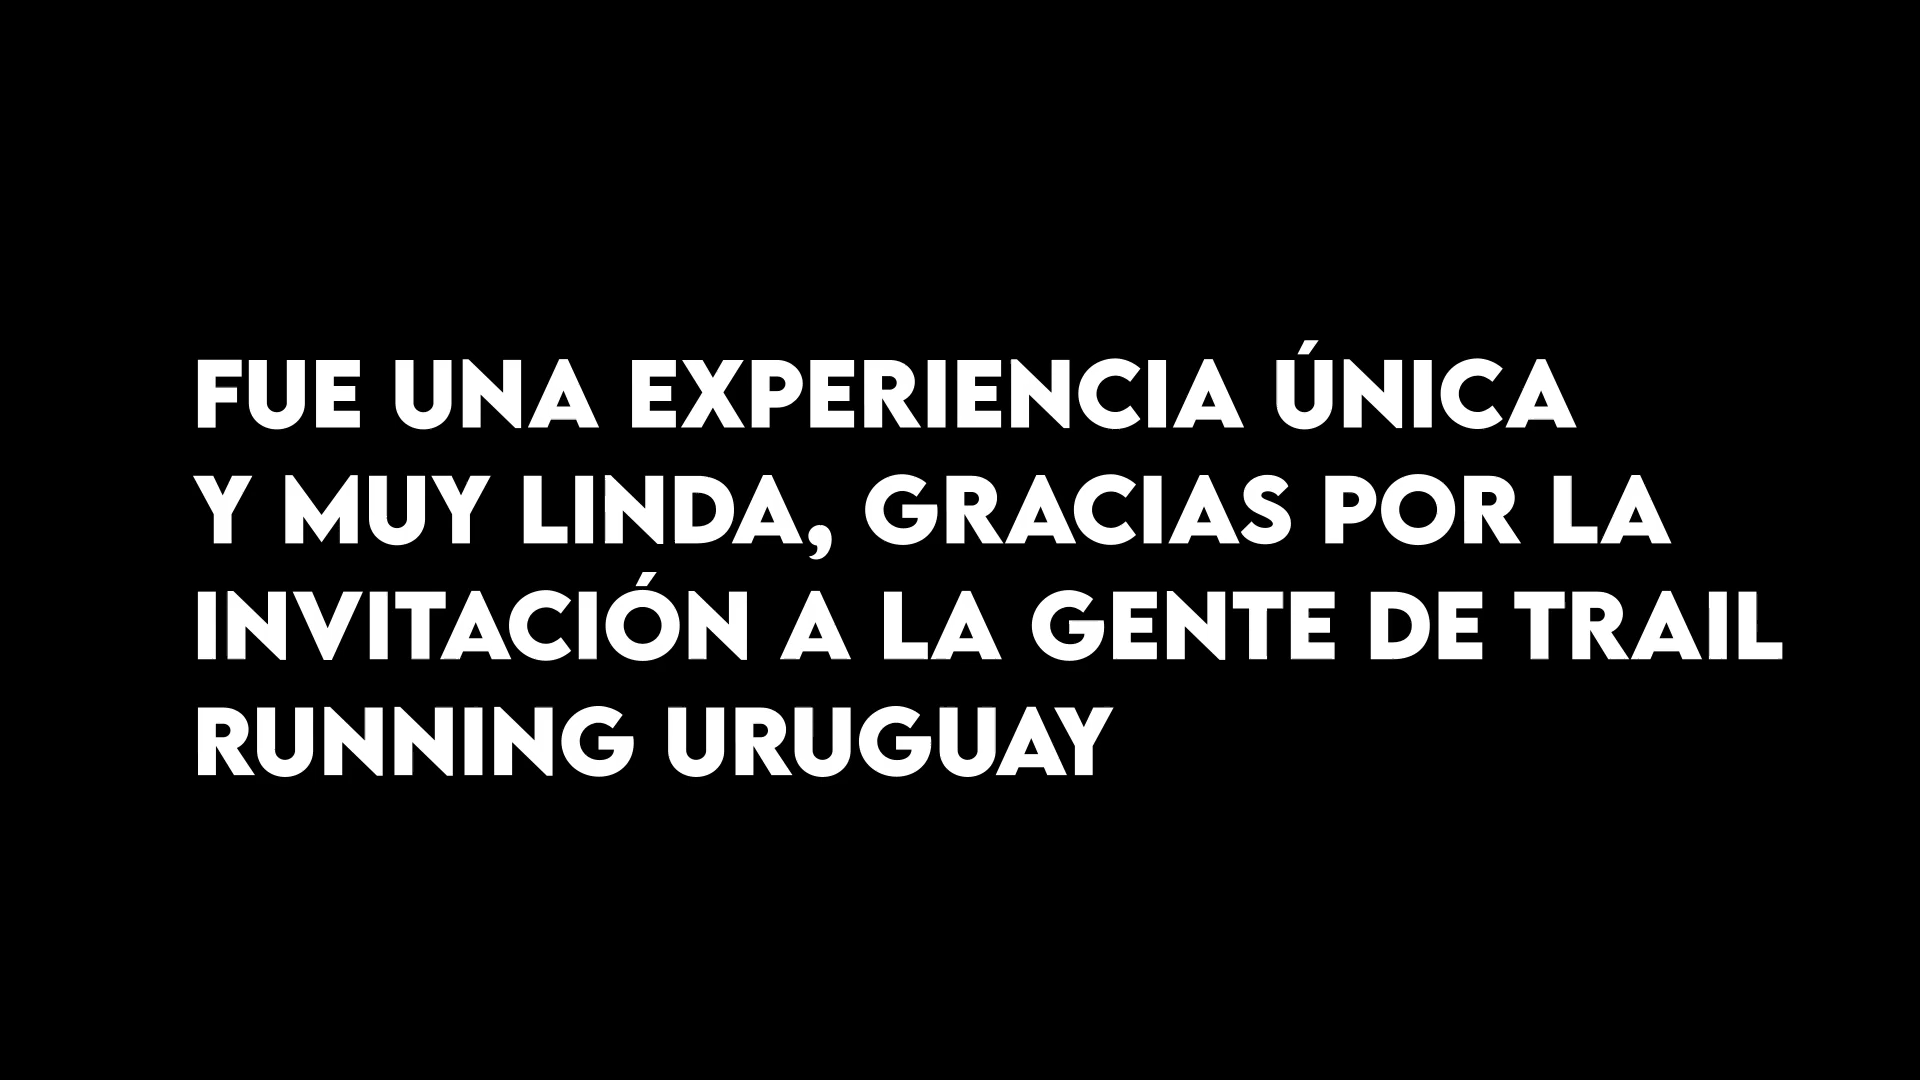 FUE UNA EXPERIENCIA ÚNICA
Y MUY LINDA, GRACIAS POR LA
INVITACIÓN A LA GENTE DE TRAIL
RUNNING URUGUAY